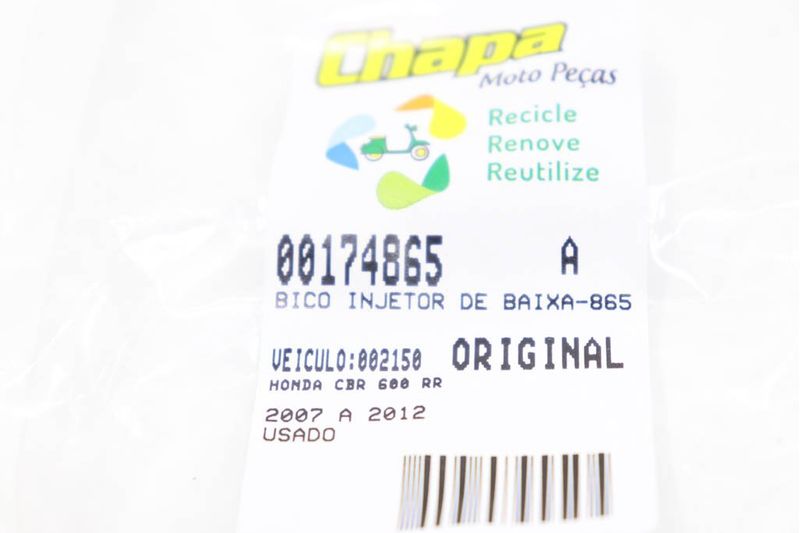 Chapa
Moto Peças
Recicle
Renove
Reutilize
00174865 A
BICO INJETOR DE BAIXA-865
VEICULO:002150 ORIGINAL
HONDA CBR 600 RR
2007 A 2012
USADO